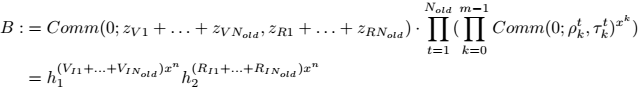 B := Comm(0; z_{V1} + … + z_{VN_{old}}, z_{R1} + … + z_{RN_{old}}) · ∏_{t=1}^{N_{old}} (∏_{k=0}^{m−1} Comm(0; ρ_k^t, τ_k^t)^{x^k})
= h_1^{(V_{I1}+…+V_{IN_{old}})x^n} h_2^{(R_{I1}+…+R_{IN_{old}})x^n}